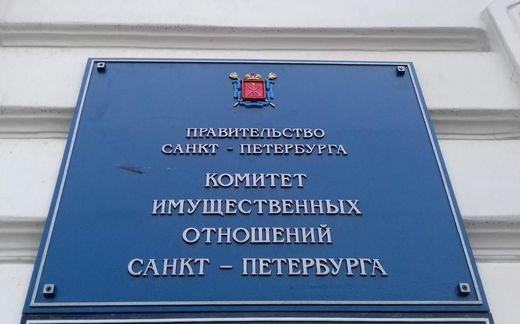 ПРАВИТЕЛЬСТВО
САНКТ - ПЕТЕРБУРГА
КОМИТЕТ
ИМУЩЕСТВЕННЫХ
ОТНОШЕНИЙ
САНКТ - ПЕТЕРБУРГА